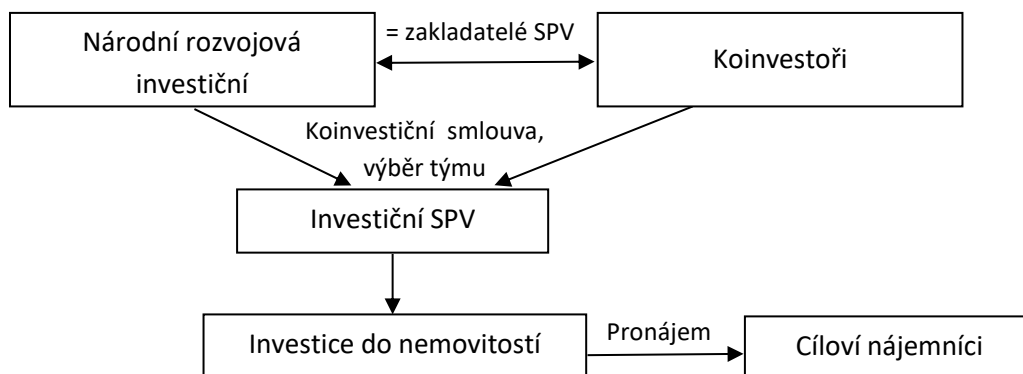 Národní rozvojová
investiční
= zakladatelé SPV
Koinvestoři
Koinvestiční smlouva,
výběr týmu
Investiční SPV
Investice do nemovitostí
Pronájem
Cíloví nájemníci